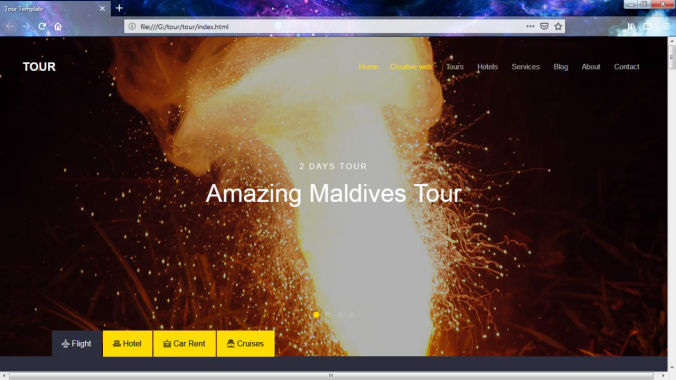 Tour Template
file:///G:/tour/tour/index.html
TOUR
Home Creative web Tours Hotels Services Blog About Contact
2 DAYS TOUR
Amazing Maldives Tour
Flight Hotel Car Rent Cruises